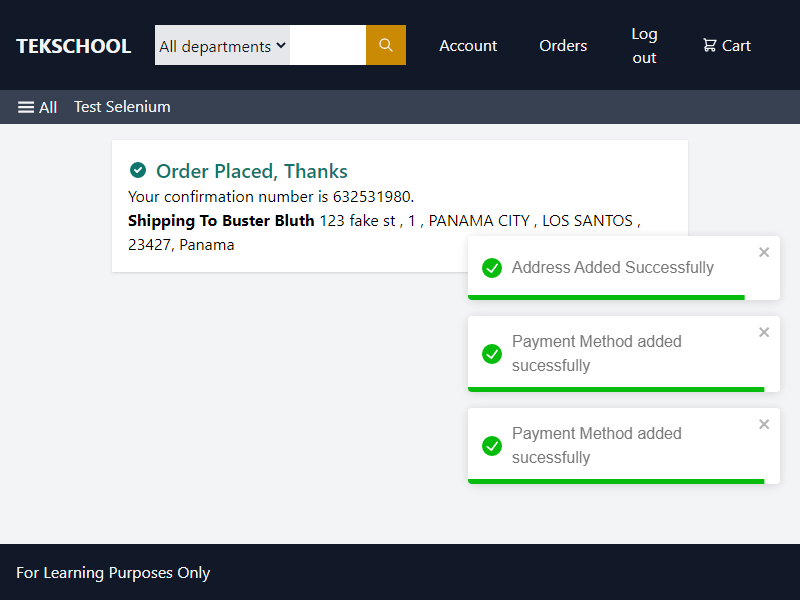 TEKSCHOOL
All departments
Account
Orders
Log
out
Cart
All
Test Selenium
Order Placed, Thanks
Your confirmation number is 632531980.
Shipping To Buster Bluth 123 fake st , 1 , PANAMA CITY , LOS SANTOS ,
23427, Panama
Address Added Successfully
Payment Method added
sucessfully
Payment Method added
sucessfully
For Learning Purposes Only